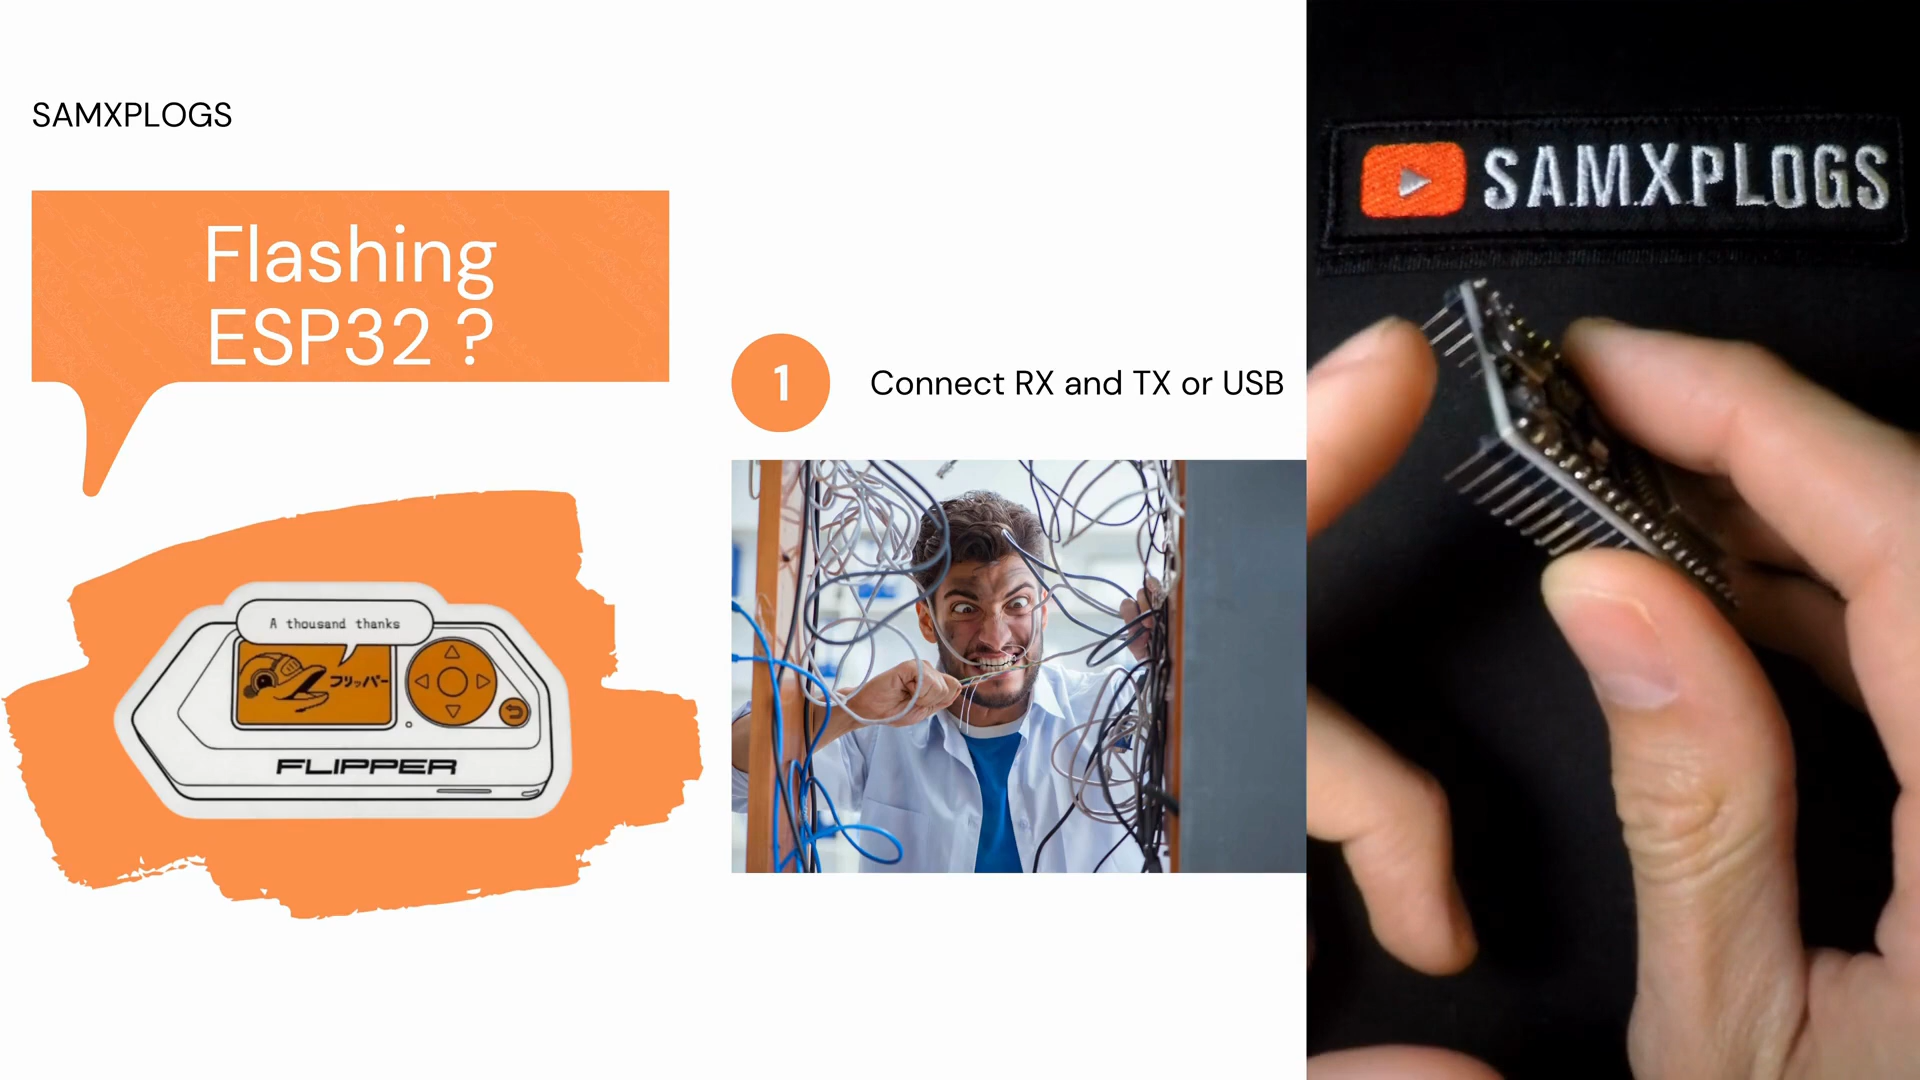 SAMXPLOGS
Flashing
ESP32 ?
A thousand thanks
フリッパー
FLIPPER
1
Connect RX and TX or USB
SAMXPLOGS